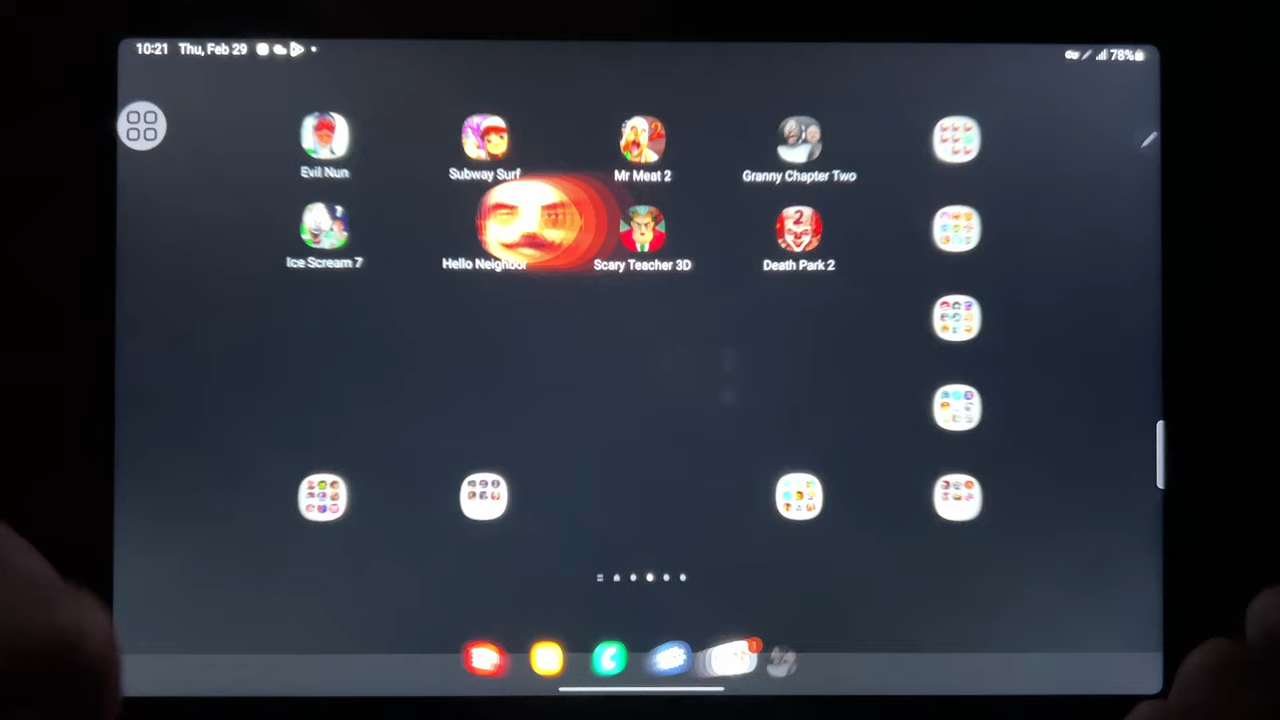 10:21 Thu, Feb 29
78%
Evil Nun
Subway Surf
Mr Meat 2
Granny Chapter Two
Ice Scream 7
Hello Neighbor
Scary Teacher 3D
Death Park 2
2
1